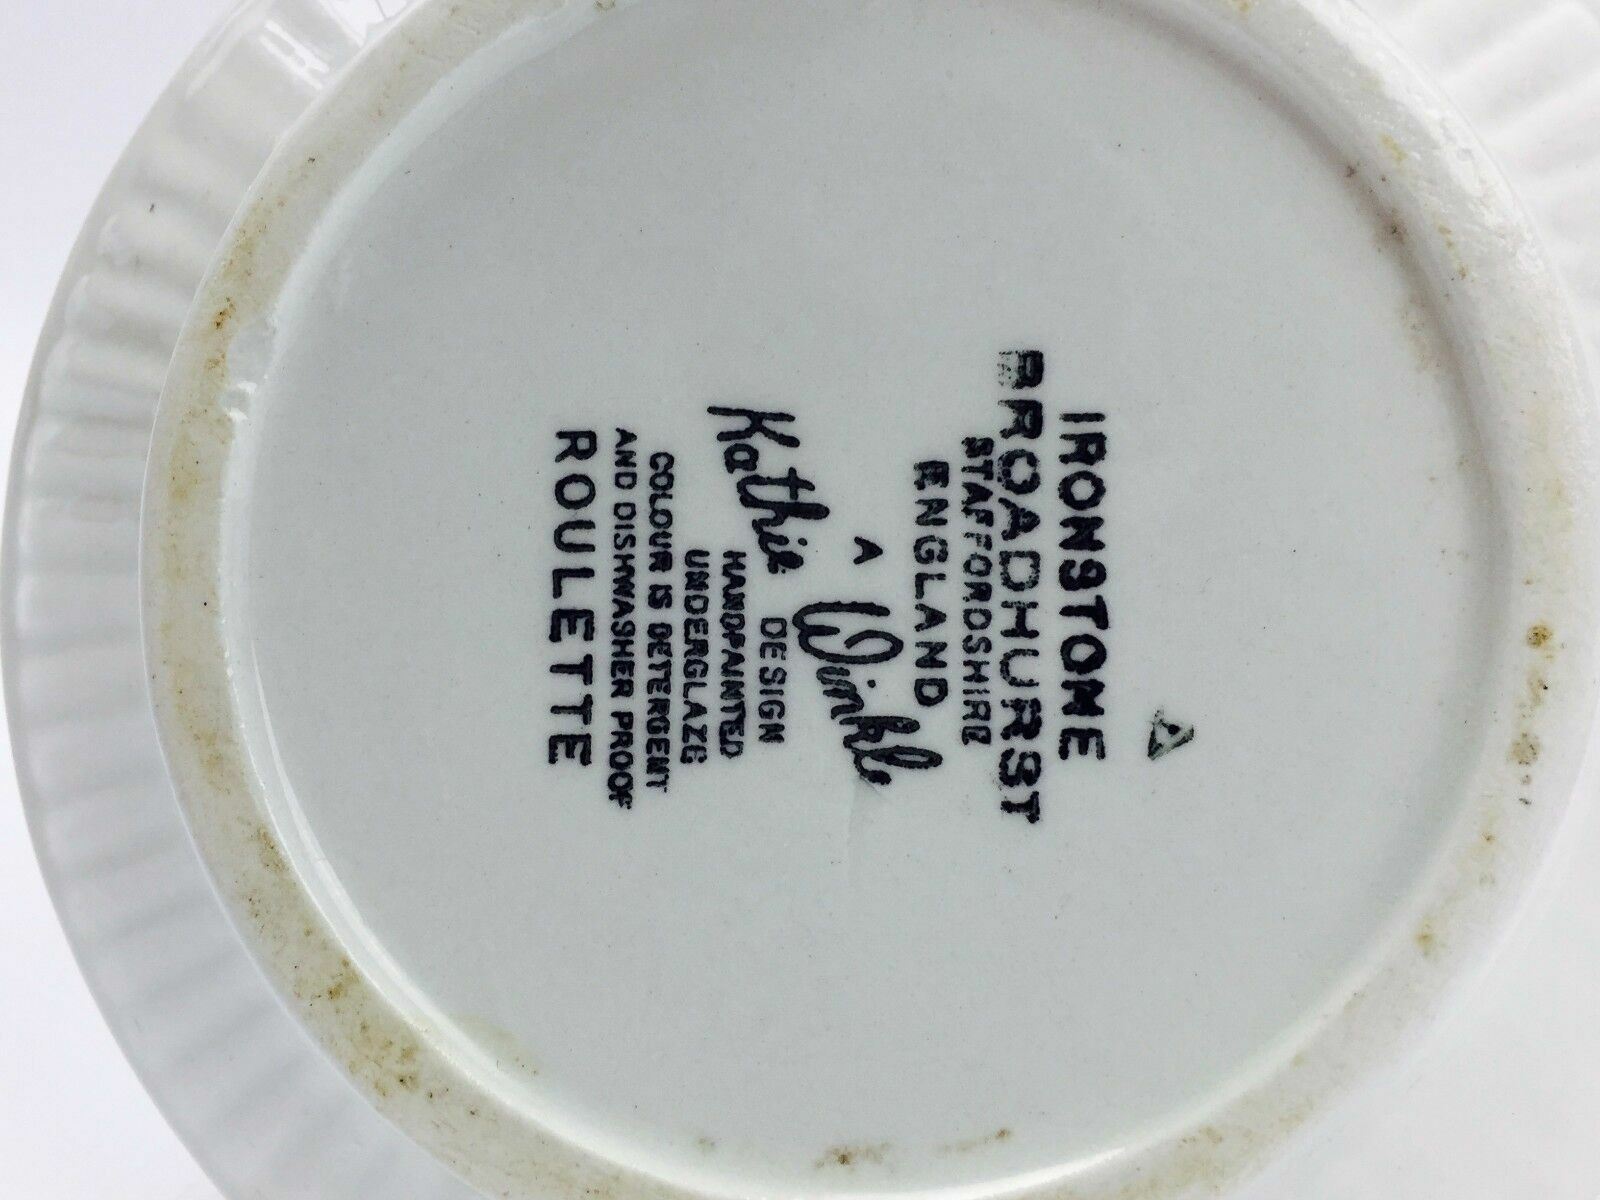 IRONSTONE
BROADHURST
STAFFORDSHIRE
ENGLAND
A
Kathie Winkle
DESIGN
HANDPAINTED
UNDERGLAZE
COLOUR IS DETERGENT
AND DISHWASHER PROOF
ROULETTE